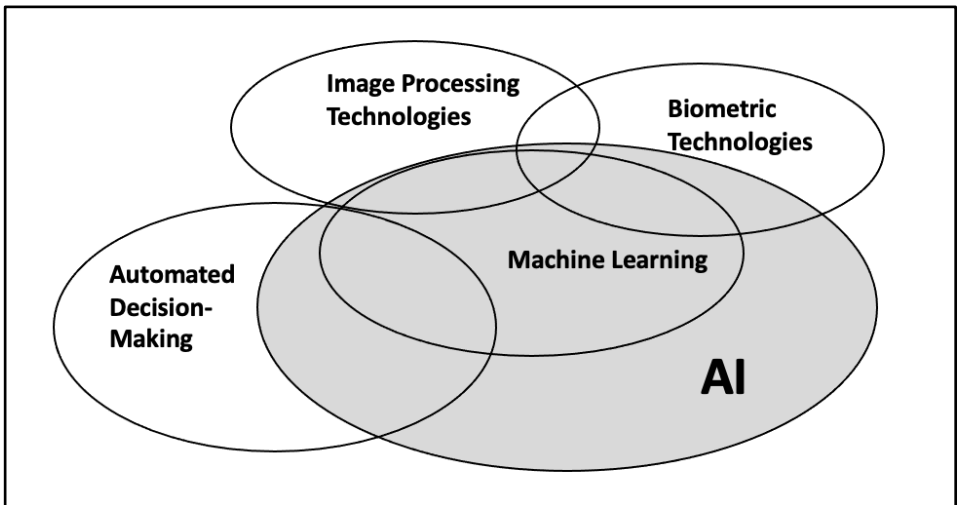 Image Processing
Technologies
Biometric
Technologies
Automated
Decision-
Making
Machine Learning
AI